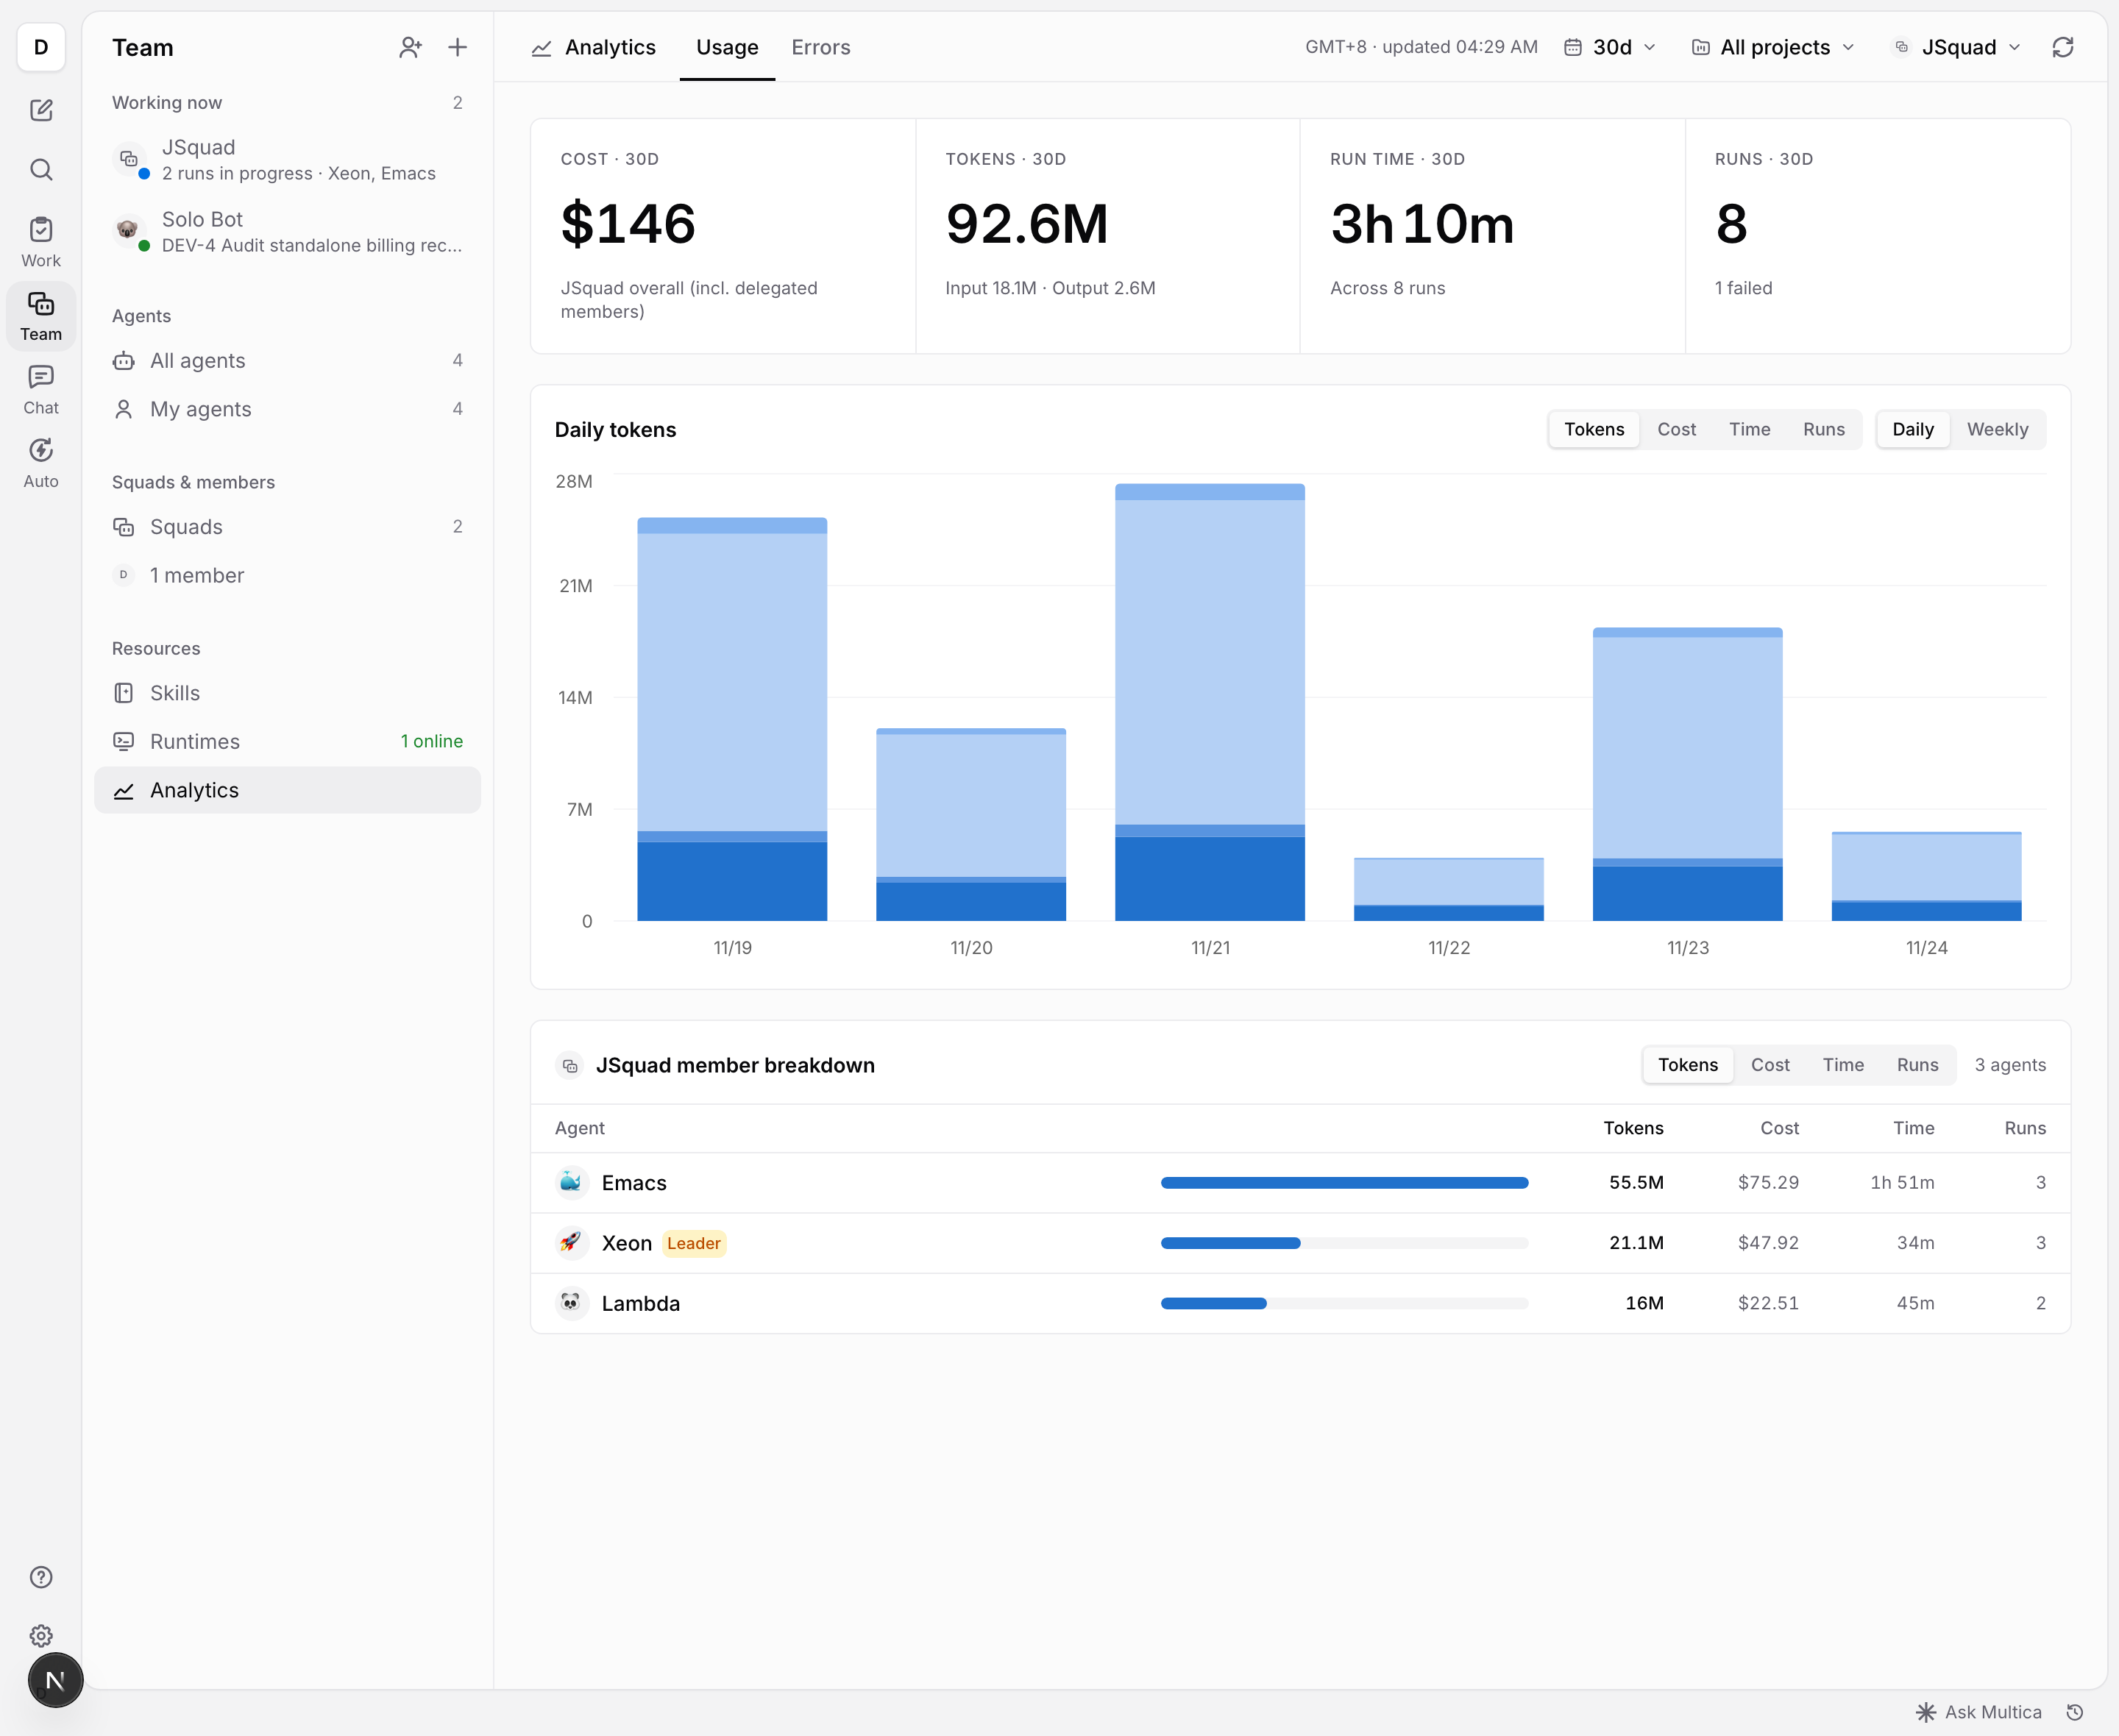 D
Work
Team
Chat
Auto
N
Team
Working now 2
JSquad
2 runs in progress · Xeon, Emacs
Solo Bot
DEV-4 Audit standalone billing rec...
Agents
All agents 4
My agents 4
Squads & members
Squads 2
D 1 member
Resources
Skills
Runtimes 1 online
Analytics
Analytics Usage Errors GMT+8 · updated 04:29 AM 30d All projects JSquad
COST · 30D
$146
JSquad overall (incl. delegated
members)
TOKENS · 30D
92.6M
Input 18.1M · Output 2.6M
RUN TIME · 30D
3h 10m
Across 8 runs
RUNS · 30D
8
1 failed
Daily tokens Tokens Cost Time Runs Daily Weekly
28M
21M
14M
7M
0
11/19 11/20 11/21 11/22 11/23 11/24
JSquad member breakdown Tokens Cost Time Runs 3 agents
Agent Tokens Cost Time Runs
Emacs 55.5M $75.29 1h 51m 3
Xeon Leader 21.1M $47.92 34m 3
Lambda 16M $22.51 45m 2
Ask Multica